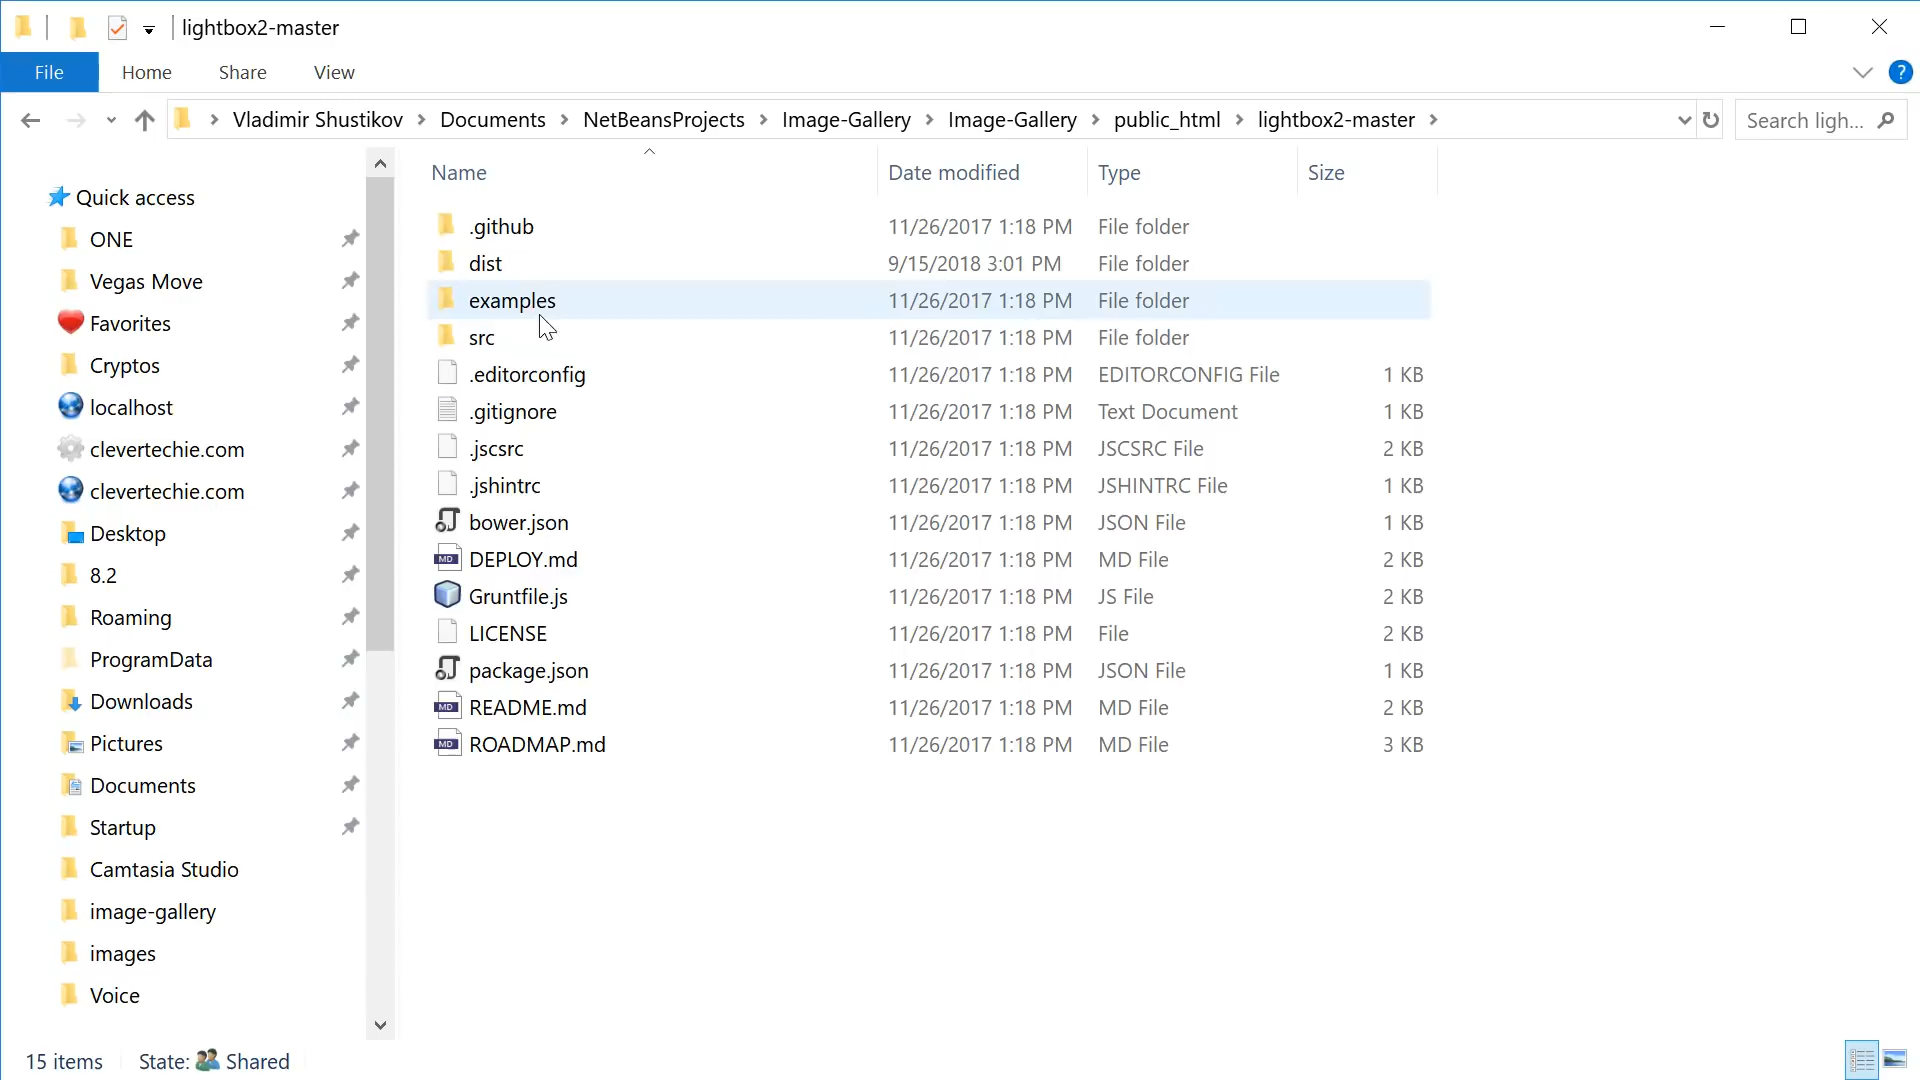 lightbox2-master
File Home Share View ?
Vladimir Shustikov Documents NetBeansProjects Image-Gallery Image-Gallery public_html lightbox2-master Search ligh...
Name Date modified Type Size
Quick access
ONE
Vegas Move
Favorites
Cryptos
localhost
clevertechie.com
clevertechie.com
Desktop
8.2
Roaming
ProgramData
Downloads
Pictures
Documents
Startup
Camtasia Studio
image-gallery
images
Voice
.github 11/26/2017 1:18 PM File folder
dist 9/15/2018 3:01 PM File folder
examples 11/26/2017 1:18 PM File folder
src 11/26/2017 1:18 PM File folder
.editorconfig 11/26/2017 1:18 PM EDITORCONFIG File 1 KB
.gitignore 11/26/2017 1:18 PM Text Document 1 KB
.jscsrc 11/26/2017 1:18 PM JSCSRC File 2 KB
.jshintrc 11/26/2017 1:18 PM JSHINTRC File 1 KB
bower.json 11/26/2017 1:18 PM JSON File 1 KB
MD DEPLOY.md 11/26/2017 1:18 PM MD File 2 KB
Gruntfile.js 11/26/2017 1:18 PM JS File 2 KB
LICENSE 11/26/2017 1:18 PM File 2 KB
package.json 11/26/2017 1:18 PM JSON File 1 KB
MD README.md 11/26/2017 1:18 PM MD File 2 KB
MD ROADMAP.md 11/26/2017 1:18 PM MD File 3 KB
15 items State: Shared